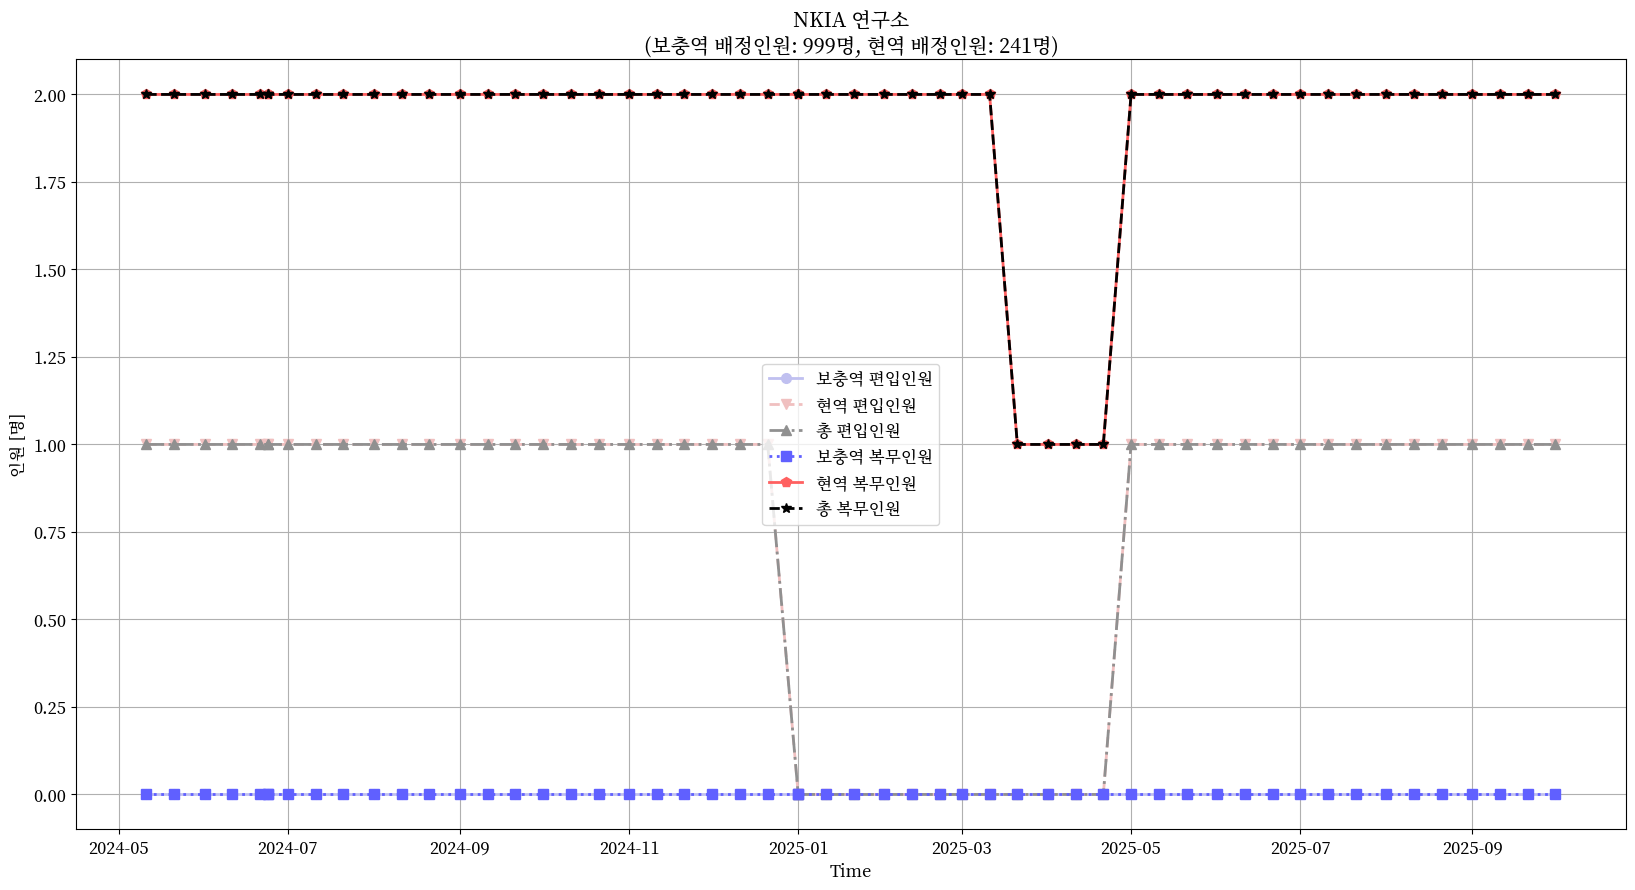 NKIA 연구소
(보충역 배정인원: 999명, 현역 배정인원: 241명)
인원 [명]
2.00
1.75
1.50
1.25
1.00
0.75
0.50
0.25
0.00
보충역 편입인원
현역 편입인원
총 편입인원
보충역 복무인원
현역 복무인원
총 복무인원
2024-05 2024-07 2024-09 2024-11 2025-01 2025-03 2025-05 2025-07 2025-09
Time